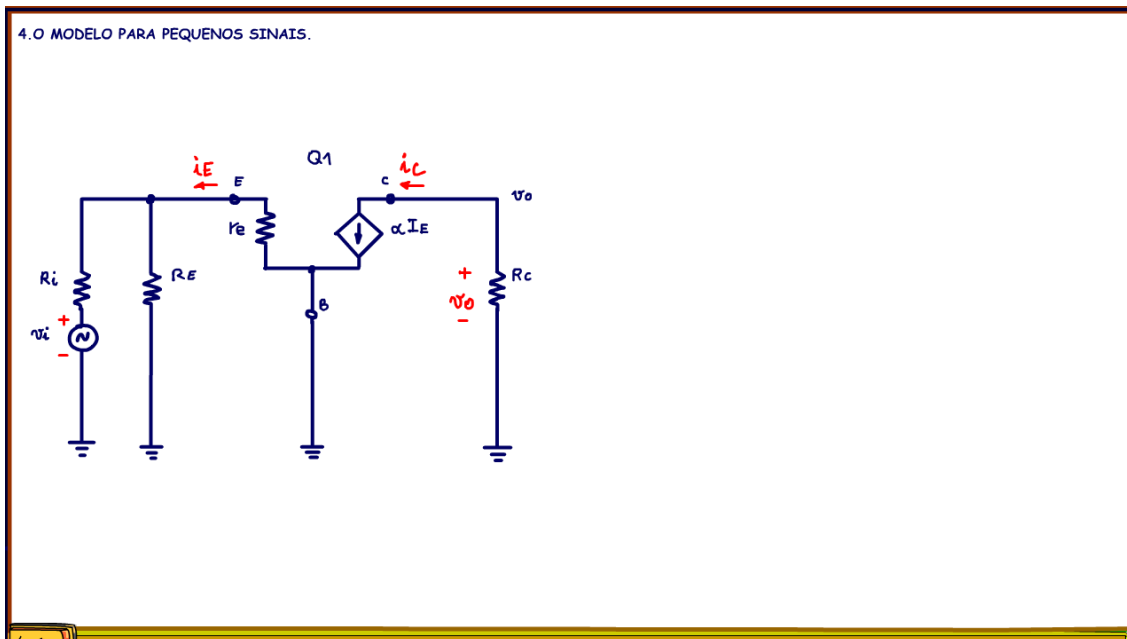 4.O MODELO PARA PEQUENOS SINAIS.
Q1
iE
iC
E
C
vo
re
αIE
Ri
RE
+
Rc
vo
-
B
+
vi
-